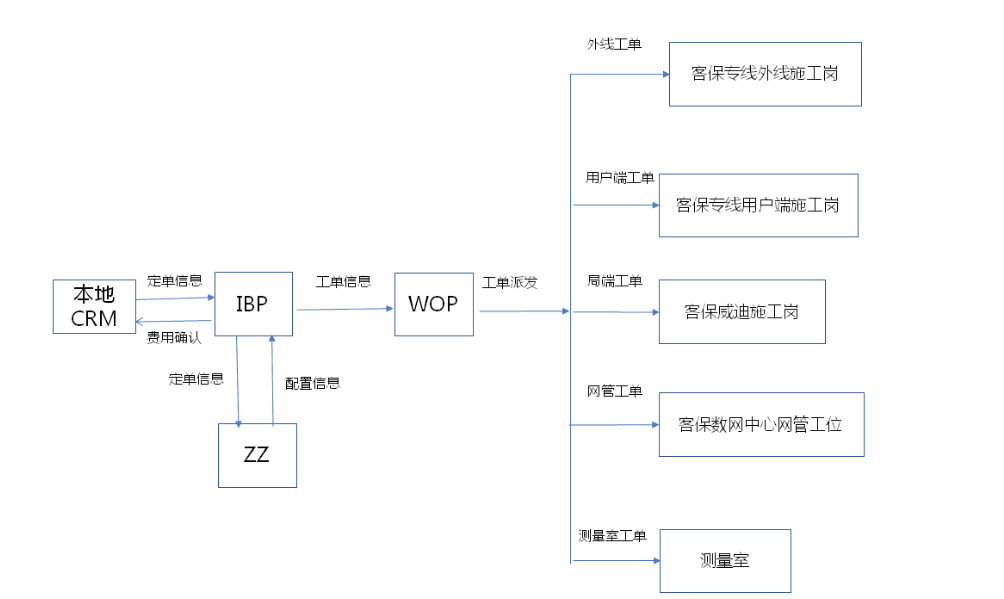 外线工单
客保专线外线施工岗
用户端工单
客保专线用户端施工岗
本地
CRM
定单信息
费用确认
IBP
工单信息
WOP
工单派发
局端工单
客保威迪施工岗
定单信息
配置信息
ZZ
网管工单
客保数网中心网管工位
测量室工单
测量室